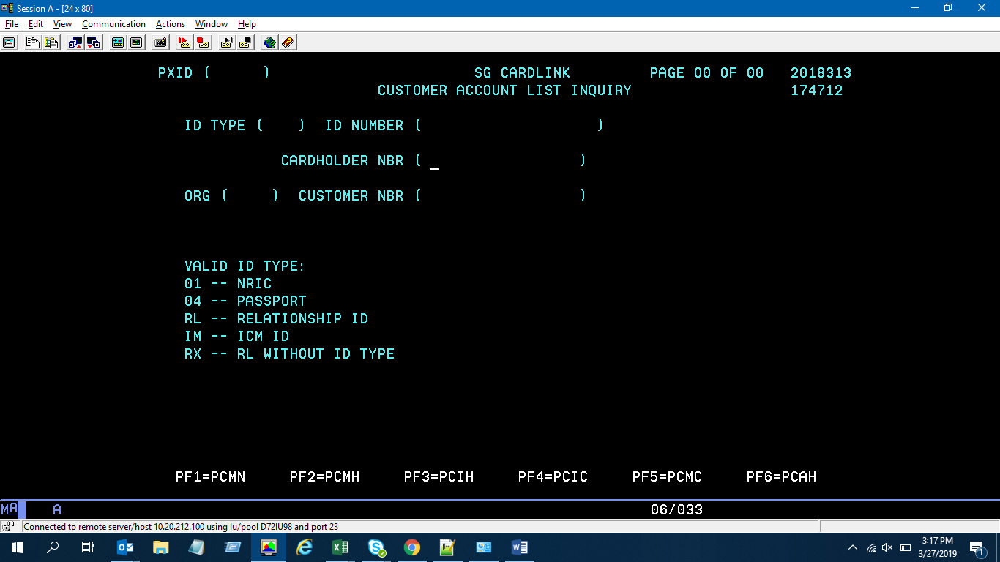 Session A - [24 x 80]
File Edit View Communication Actions Window Help
PXID ( ) SG CARDLINK PAGE 00 OF 00 2018313
CUSTOMER ACCOUNT LIST INQUIRY 174712
ID TYPE ( ) ID NUMBER ( )
CARDHOLDER NBR ( _ )
ORG ( ) CUSTOMER NBR ( )
VALID ID TYPE:
01 -- NRIC
04 -- PASSPORT
RL -- RELATIONSHIP ID
IM -- ICM ID
RX -- RL WITHOUT ID TYPE
PF1=PCMN PF2=PCMH PF3=PCIH PF4=PCIC PF5=PCMC PF6=PCAH
MA A 06/033
Connected to remote server/host 10.20.212.100 using lu/pool D72IU98 and port 23
3:17 PM
3/27/2019
1